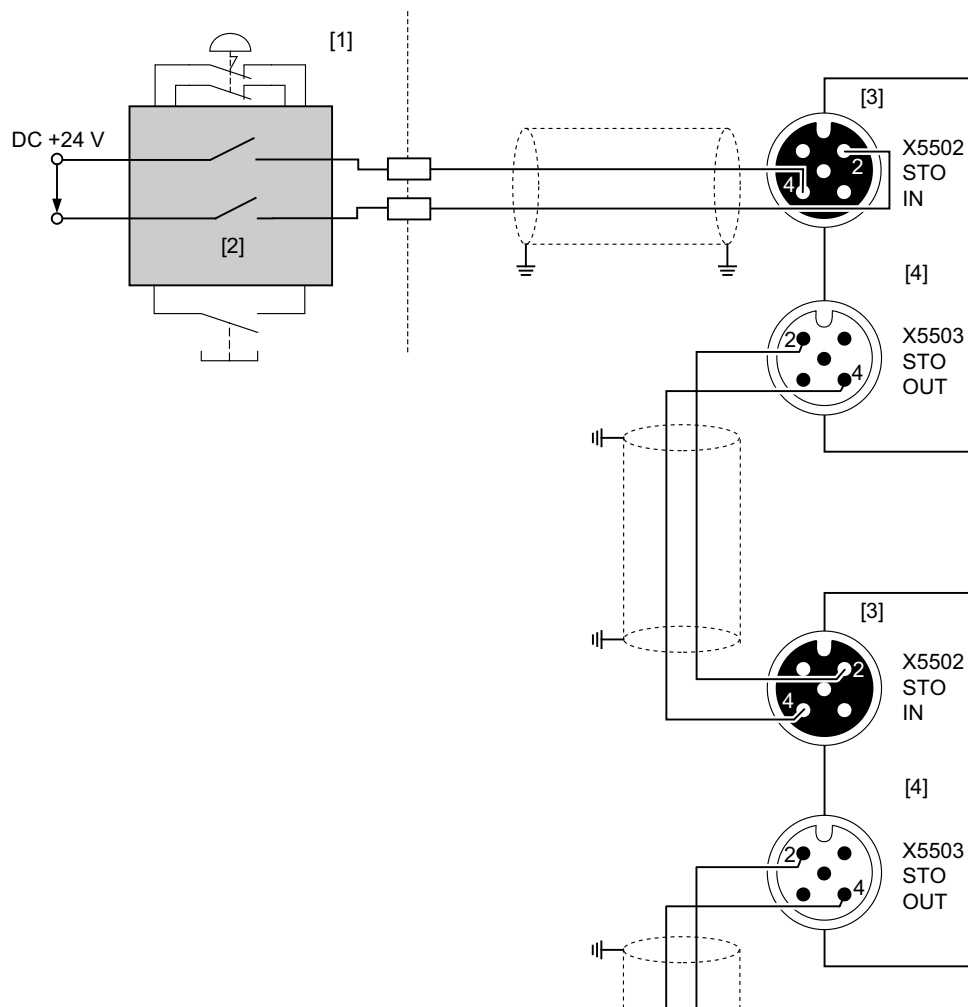 [1]
DC +24 V
[2]
[3]
2
4
X5502
STO
IN
[4]
2
4
X5503
STO
OUT
[3]
2
4
X5502
STO
IN
[4]
2
4
X5503
STO
OUT